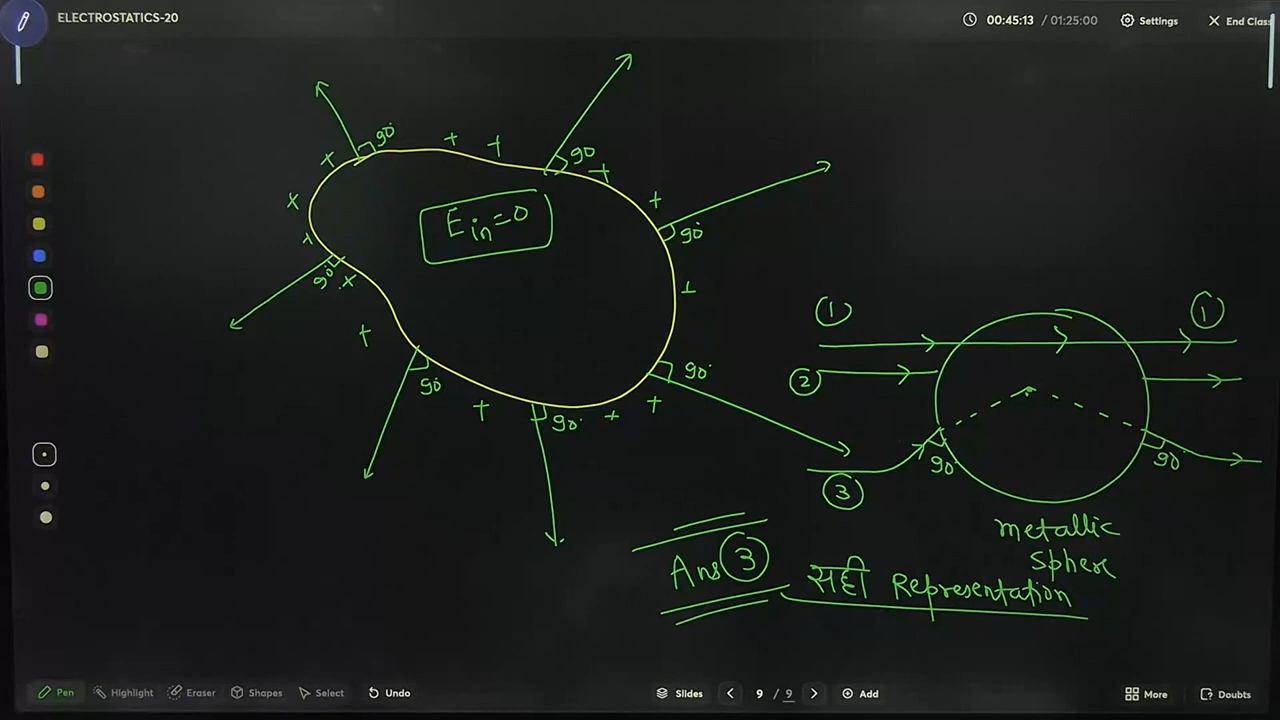 ELECTROSTATICS-20
00:45:13 / 01:25:00
Settings
End Class
90°
90
+ + + + +
x
E_in=0
90°
90°
x
+
①
①
②
90°
90
+ + +
90°
90
90°
③
metallic
sphere
Ans ③ सही Representation
Pen
Highlight
Eraser
Shapes
Select
Undo
Slides
9 / 9
Add
More
Doubts